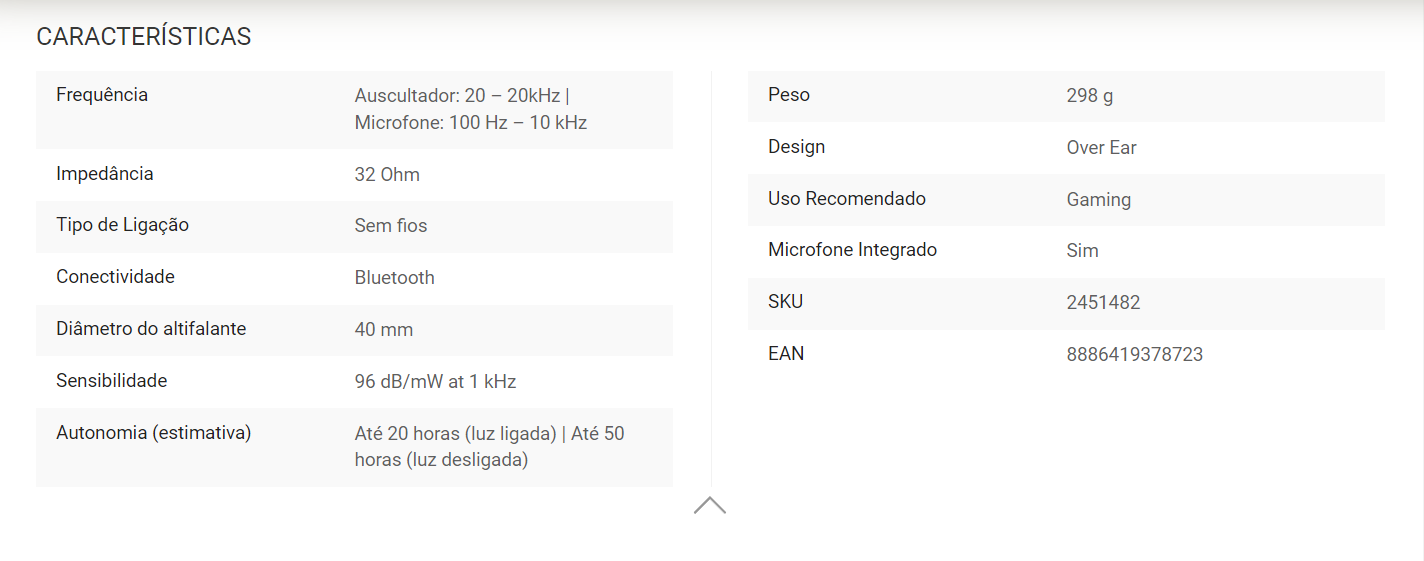 CARACTERÍSTICAS
Frequência
Auscultador: 20 – 20kHz |
Microfone: 100 Hz – 10 kHz
Impedância
32 Ohm
Tipo de Ligação
Sem fios
Conectividade
Bluetooth
Diâmetro do altifalante
40 mm
Sensibilidade
96 dB/mW at 1 kHz
Autonomia (estimativa)
Até 20 horas (luz ligada) | Até 50
horas (luz desligada)
Peso
298 g
Design
Over Ear
Uso Recomendado
Gaming
Microfone Integrado
Sim
SKU
2451482
EAN
8886419378723